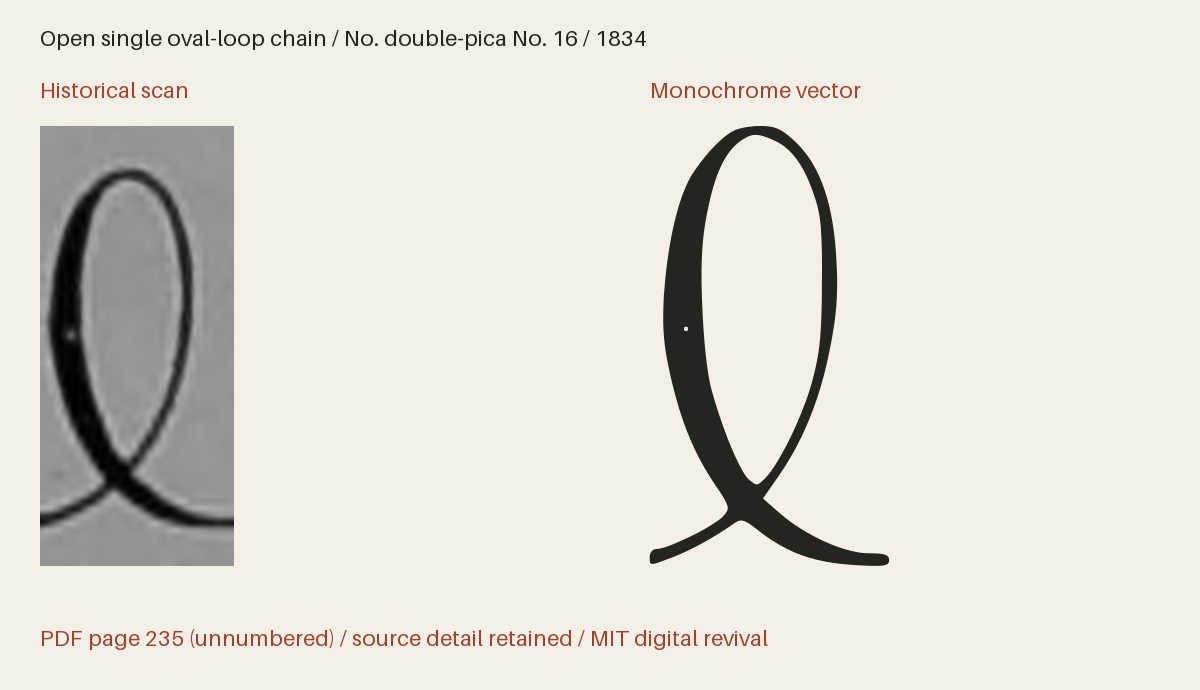 Open single oval-loop chain / No. double-pica No. 16 / 1834
Historical scan
Monochrome vector
PDF page 235 (unnumbered) / source detail retained / MIT digital revival